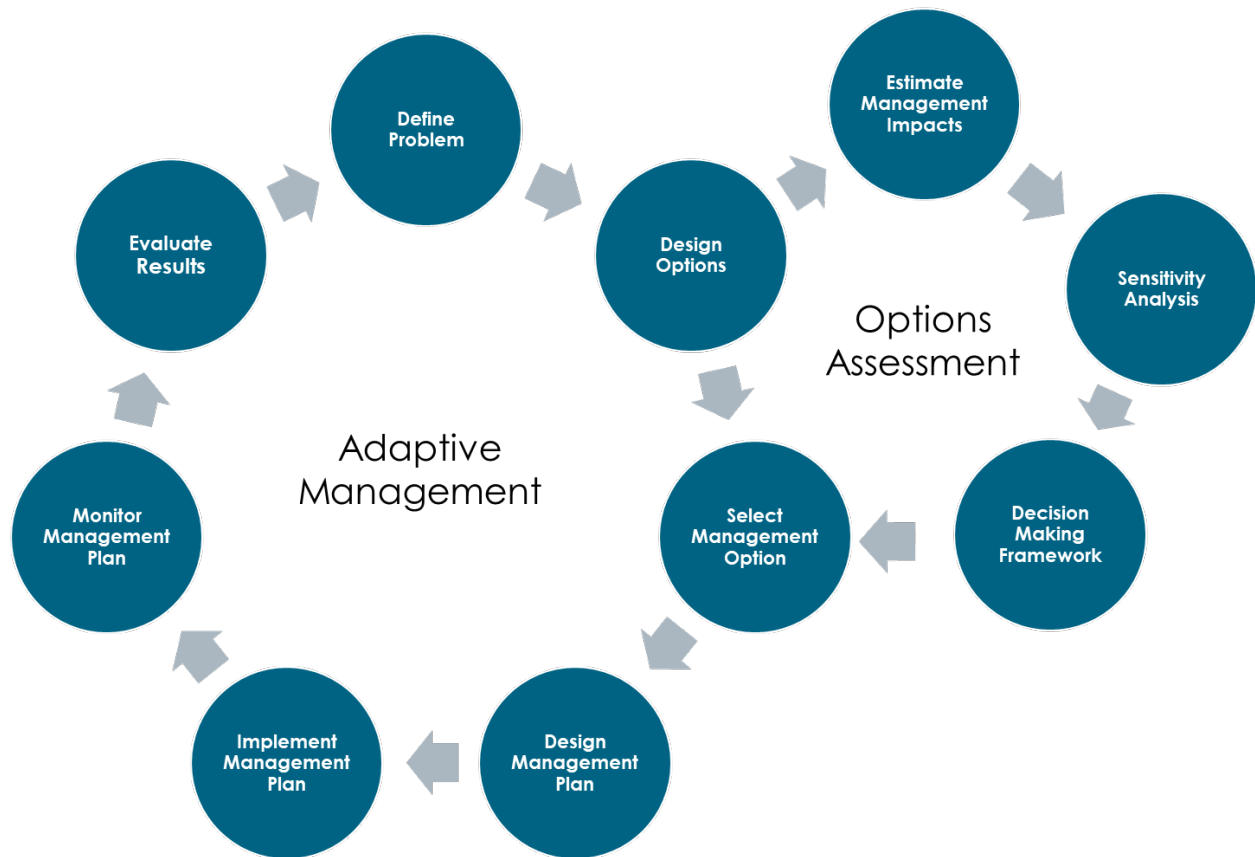 Define
Problem
Estimate
Management
Impacts
Evaluate
Results
Design
Options
Sensitivity
Analysis
Options
Assessment
Adaptive
Management
Monitor
Management
Plan
Select
Management
Option
Decision
Making
Framework
Implement
Management
Plan
Design
Management
Plan